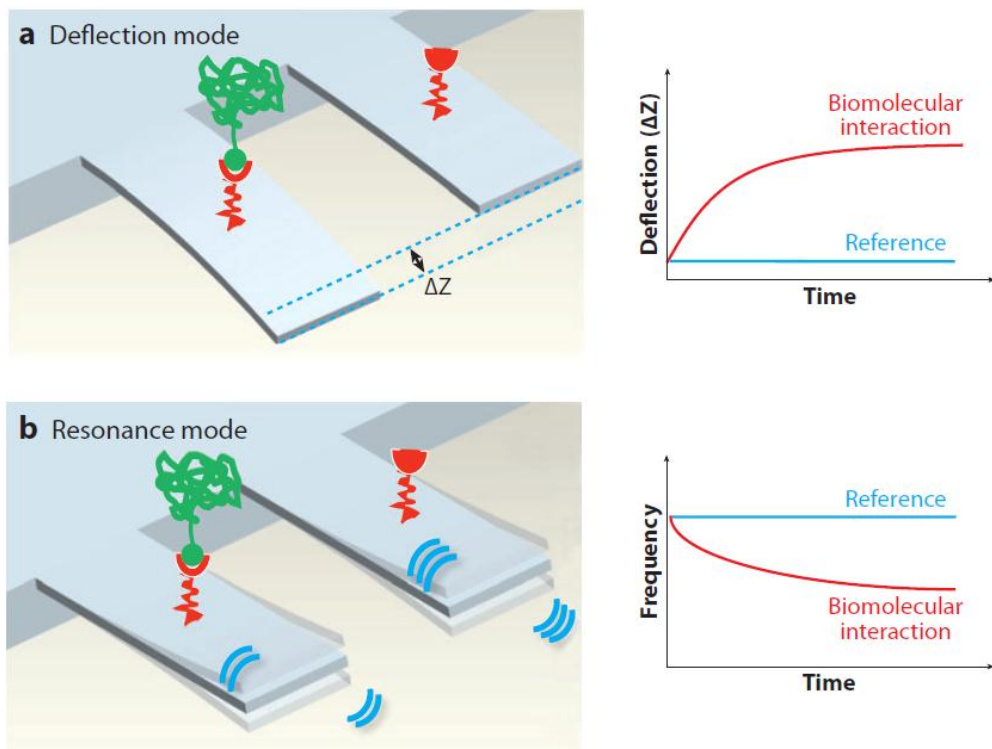 a Deflection mode
ΔZ
Deflection (ΔZ)
Biomolecular
interaction
Reference
Time
b Resonance mode
Frequency
Reference
Biomolecular
interaction
Time